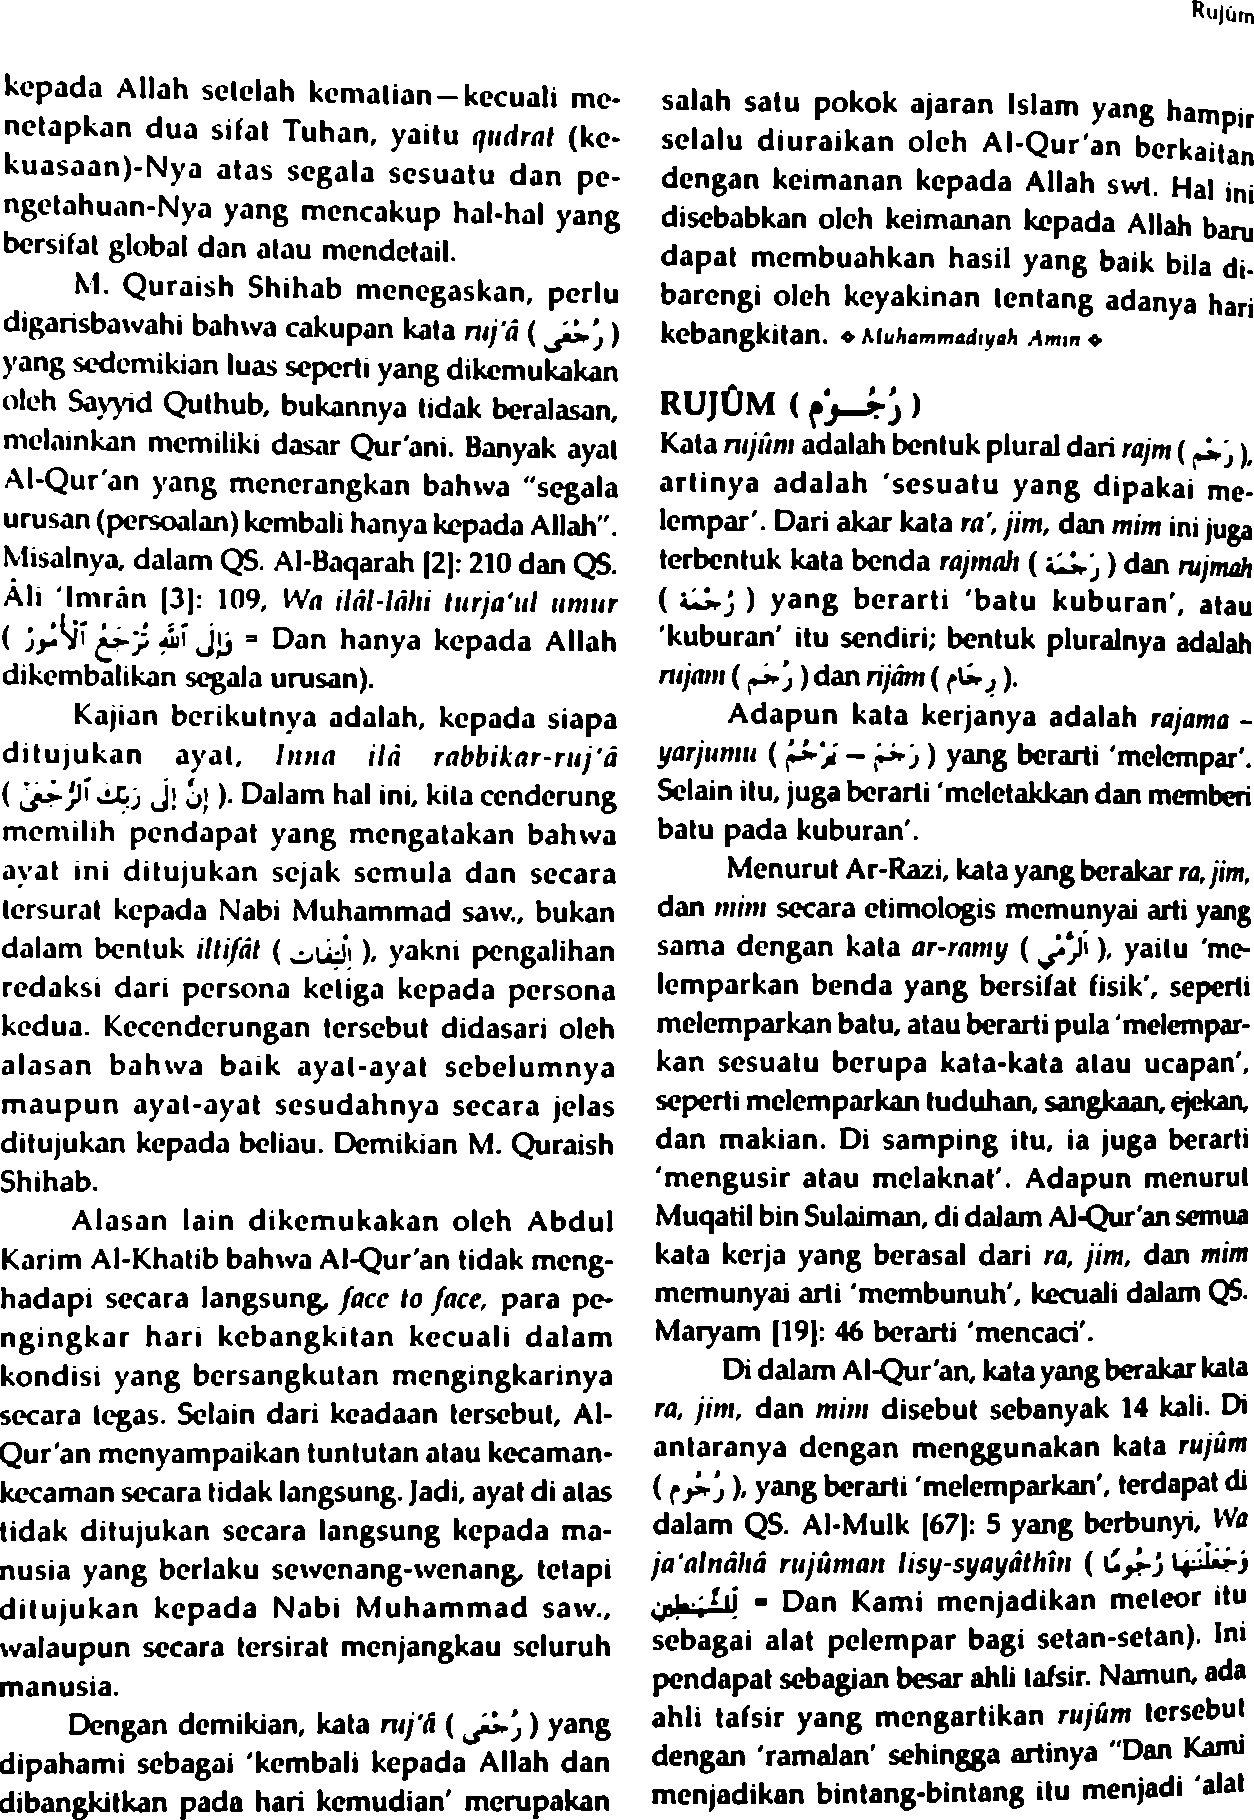 Rujûm
kepada Allah setelah kematian—kecuali me-
netapkan dua sifat Tuhan, yaitu qudrat (ke-
kuasaan)-Nya atas segala sesuatu dan pe-
ngetahuan-Nya yang mencakup hal-hal yang
bersifat global dan atau mendetail.
M. Quraish Shihab menegaskan, perlu
digarisbawahi bahwa cakupan kata ruj'â ( رُجْعَى )
yang sedemikian luas seperti yang dikemukakan
oleh Sayyid Quthub, bukannya tidak beralasan,
melainkan memiliki dasar Qur'ani. Banyak ayat
Al-Qur'an yang menerangkan bahwa "segala
urusan (persoalan) kembali hanya kepada Allah".
Misalnya, dalam QS. Al-Baqarah [2]: 210 dan QS.
Âli 'Imrân [3]: 109, Wa ilâl-lâhi turja'ul umur
( وَإِلَى ٱللَّهِ تُرْجَعُ ٱلْأُمُورُ = Dan hanya kepada Allah
dikembalikan segala urusan).
Kajian berikutnya adalah, kepada siapa
ditujukan ayat, Inna ilâ rabbikar-ruj'â
( إِنَّ إِلَى رَبِّكَ ٱلرُّجْعَى ). Dalam hal ini, kita cenderung
memilih pendapat yang mengatakan bahwa
ayat ini ditujukan sejak semula dan secara
tersurat kepada Nabi Muhammad saw., bukan
dalam bentuk iltifât ( اِلْتِفَات ), yakni pengalihan
redaksi dari persona ketiga kepada persona
kedua. Kecenderungan tersebut didasari oleh
alasan bahwa baik ayat-ayat sebelumnya
maupun ayat-ayat sesudahnya secara jelas
ditujukan kepada beliau. Demikian M. Quraish
Shihab.
Alasan lain dikemukakan oleh Abdul
Karim Al-Khatib bahwa Al-Qur'an tidak meng-
hadapi secara langsung, face to face, para pe-
ngingkar hari kebangkitan kecuali dalam
kondisi yang bersangkutan mengingkarinya
secara tegas. Selain dari keadaan tersebut, Al-
Qur'an menyampaikan tuntutan atau kecaman-
kecaman secara tidak langsung. Jadi, ayat di atas
tidak ditujukan secara langsung kepada ma-
nusia yang berlaku sewenang-wenang, tetapi
ditujukan kepada Nabi Muhammad saw.,
walaupun secara tersirat menjangkau seluruh
manusia.
Dengan demikian, kata ruj'â ( رُجْعَى ) yang
dipahami sebagai 'kembali kepada Allah dan
dibangkitkan pada hari kemudian' merupakan
salah satu pokok ajaran Islam yang hampir
selalu diuraikan oleh Al-Qur'an berkaitan
dengan keimanan kepada Allah swt. Hal ini
disebabkan oleh keimanan kepada Allah baru
dapat membuahkan hasil yang baik bila di-
barengi oleh keyakinan tentang adanya hari
kebangkitan. ❖ Muhammadiyah Amin ❖
RUJÛM ( رُجُوْم )
Kata rujûm adalah bentuk plural dari rajm ( رَجْم ),
artinya adalah 'sesuatu yang dipakai me-
lempar'. Dari akar kata ra', jim, dan mim ini juga
terbentuk kata benda rajmah ( رَجْمَة ) dan rujmah
( رُجْمَة ) yang berarti 'batu kuburan', atau
'kuburan' itu sendiri; bentuk pluralnya adalah
rujam ( رُجَم ) dan rijâm ( رِجَام ).
Adapun kata kerjanya adalah rajama –
yarjumu ( رَجَمَ – يَرْجُمُ ) yang berarti 'melempar'.
Selain itu, juga berarti 'meletakkan dan memberi
batu pada kuburan'.
Menurut Ar-Razi, kata yang berakar ra, jim,
dan mim secara etimologis memunyai arti yang
sama dengan kata ar-ramy ( اَلرَّمْي ), yaitu 'me-
lemparkan benda yang bersifat fisik', seperti
melemparkan batu, atau berarti pula 'melempar-
kan sesuatu berupa kata-kata atau ucapan',
seperti melemparkan tuduhan, sangkaan, ejekan,
dan makian. Di samping itu, ia juga berarti
'mengusir atau melaknat'. Adapun menurut
Muqatil bin Sulaiman, di dalam Al-Qur'an semua
kata kerja yang berasal dari ra, jim, dan mim
memunyai arti 'membunuh', kecuali dalam QS.
Maryam [19]: 46 berarti 'mencaci'.
Di dalam Al-Qur'an, kata yang berakar kata
ra, jim, dan mim disebut sebanyak 14 kali. Di
antaranya dengan menggunakan kata rujûm
( رُجُوم ), yang berarti 'melemparkan', terdapat di
dalam QS. Al-Mulk [67]: 5 yang berbunyi, Wa
ja'alnâhâ rujûman lisy-syayâthîn ( وَجَعَلْنَٰهَا رُجُومًا
لِّلشَّيَٰطِينِ = Dan Kami menjadikan meteor itu
sebagai alat pelempar bagi setan-setan). Ini
pendapat sebagian besar ahli tafsir. Namun, ada
ahli tafsir yang mengartikan rujûm tersebut
dengan 'ramalan' sehingga artinya "Dan Kami
menjadikan bintang-bintang itu menjadi 'alat